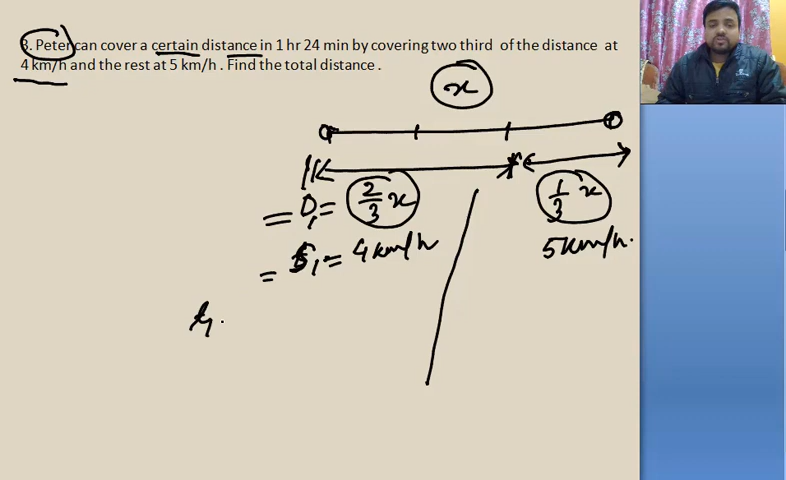 3. Peter can cover a certain distance in 1 hr 24 min by covering two third of the distance at
4 km/h and the rest at 5 km/h . Find the total distance .
x
= D₁ = 2/3 x
1/3 x
= S₁ = 4 km/h
5 km/h.
t₁